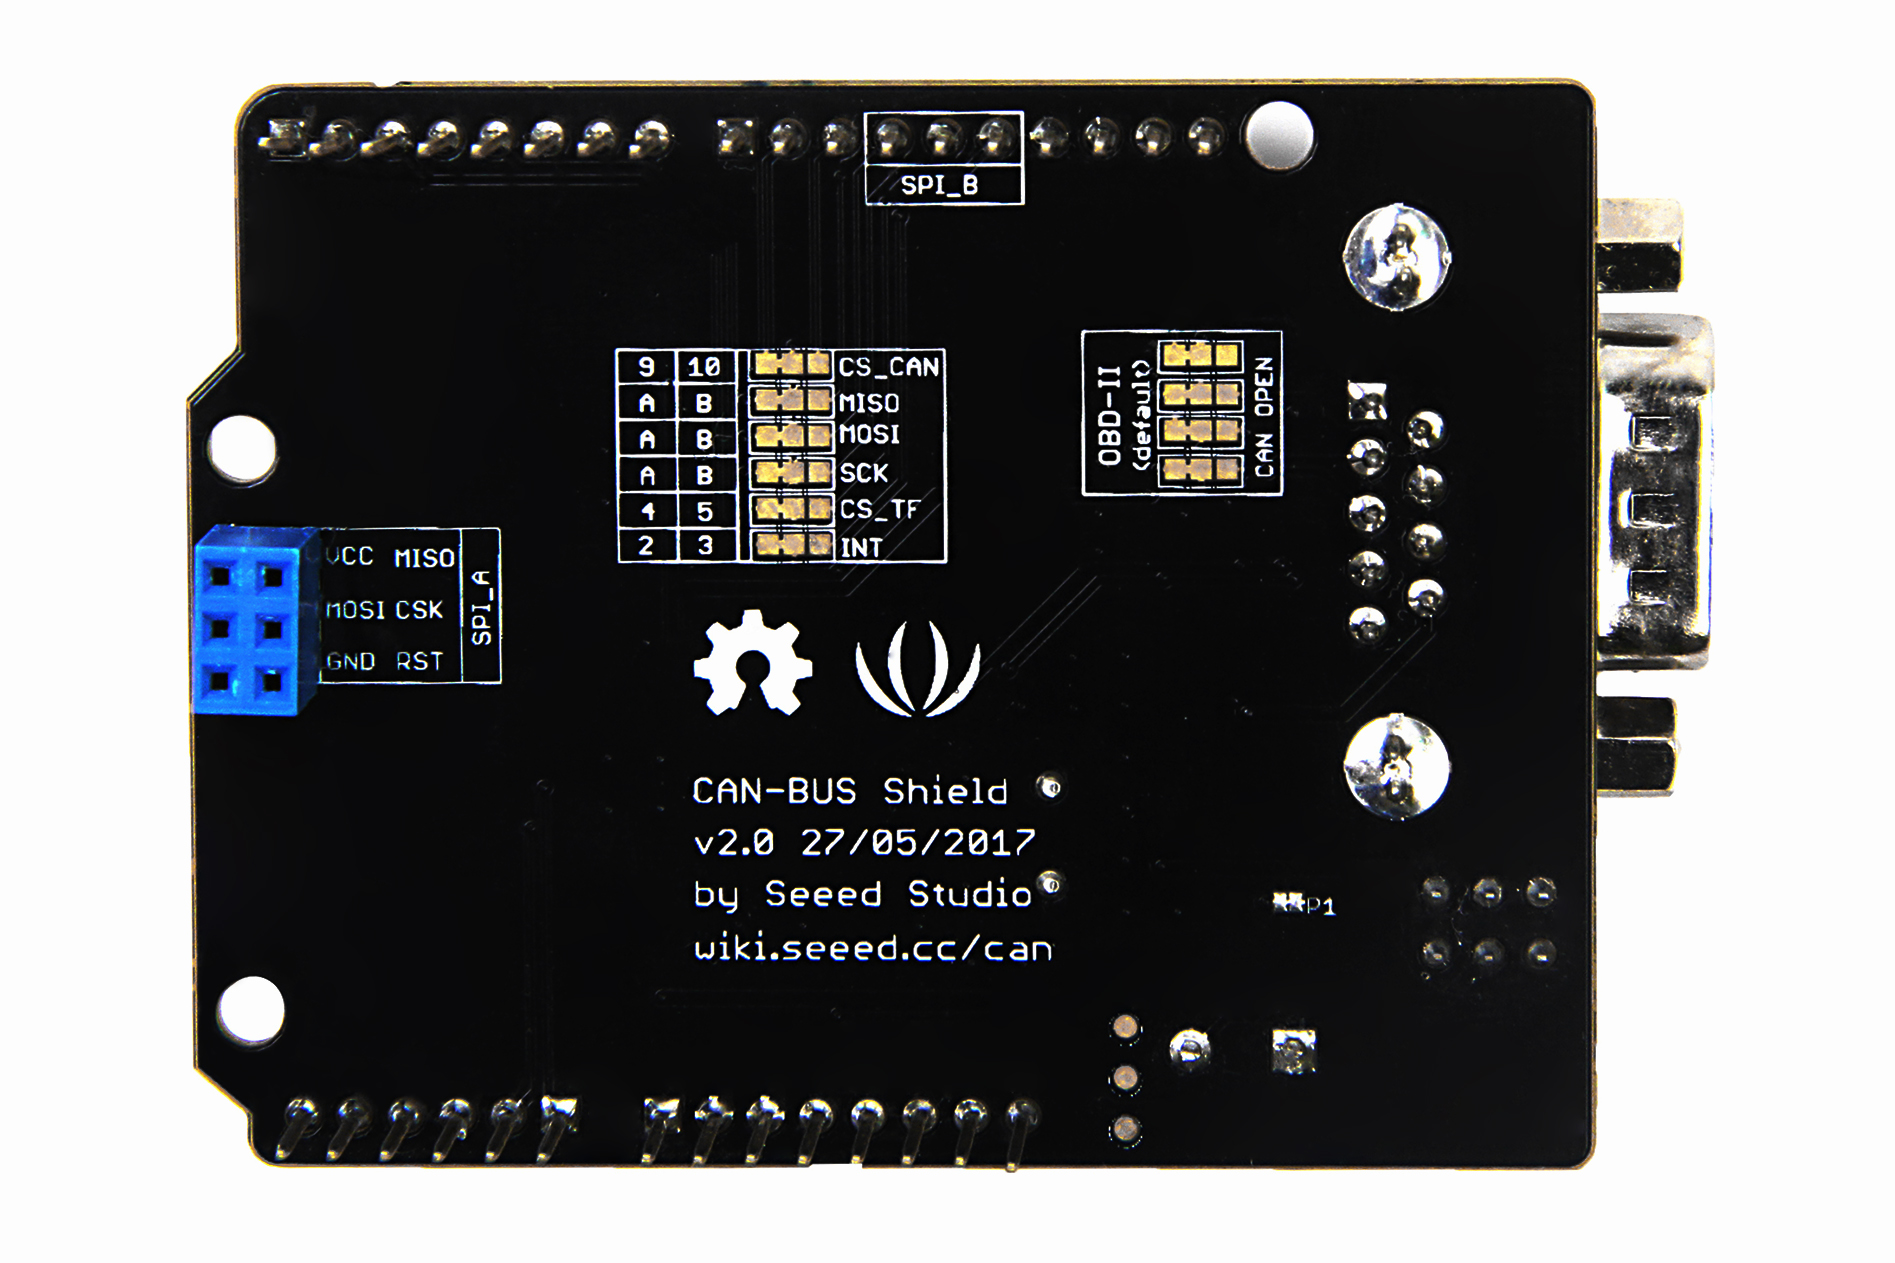 SPI_B
9 10 CS_CAN
A B MISO
A B MOSI
A B SCK
4 5 CS_TF
2 3 INT
OBD-II
(default)
CAN OPEN
VCC MISO
MOSI CSK
GND RST
SPI_A
CAN-BUS Shield
v2.0 27/05/2017
by Seeed Studio
wiki.seeed.cc/can
P1